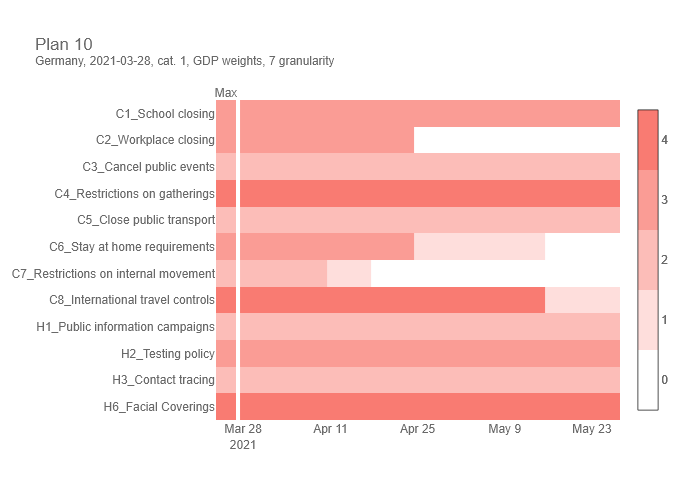 Plan 10
Germany, 2021-03-28, cat. 1, GDP weights, 7 granularity
Max
C1_School closing
C2_Workplace closing
C3_Cancel public events
C4_Restrictions on gatherings
C5_Close public transport
C6_Stay at home requirements
C7_Restrictions on internal movement
C8_International travel controls
H1_Public information campaigns
H2_Testing policy
H3_Contact tracing
H6_Facial Coverings
Mar 28 Apr 11 Apr 25 May 9 May 23
2021
4
3
2
1
0